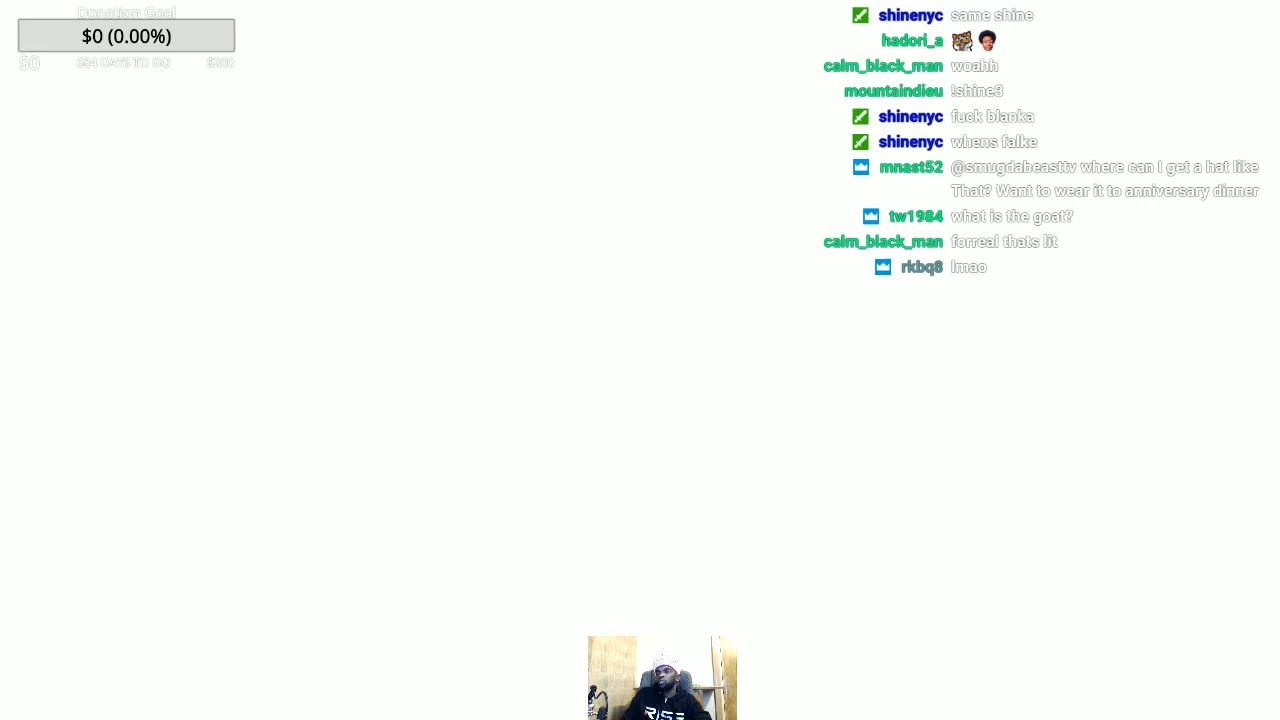 Donation Goal
$0 (0.00%)
$0 684 DAYS TO GO $200
shinenyc same shine
hadori_a
calm_black_man woahh
mountaindieu !shine3
shinenyc fuck blanka
shinenyc whens falke
mnast52 @smugdabeasttv where can I get a hat like
That? Want to wear it to anniversary dinner
tw1984 what is the goat?
calm_black_man forreal thats lit
rkbq8 lmao
RISE